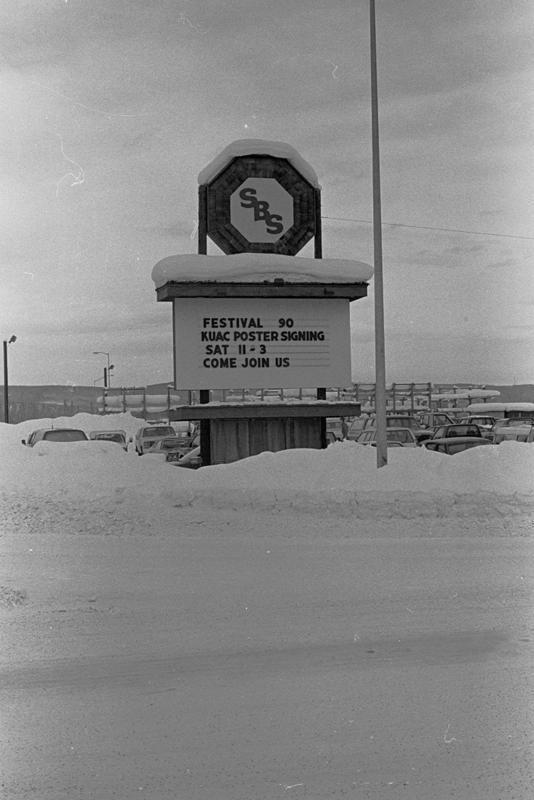 SBS
FESTIVAL 90
KUAC POSTER SIGNING
SAT 11-3
COME JOIN US